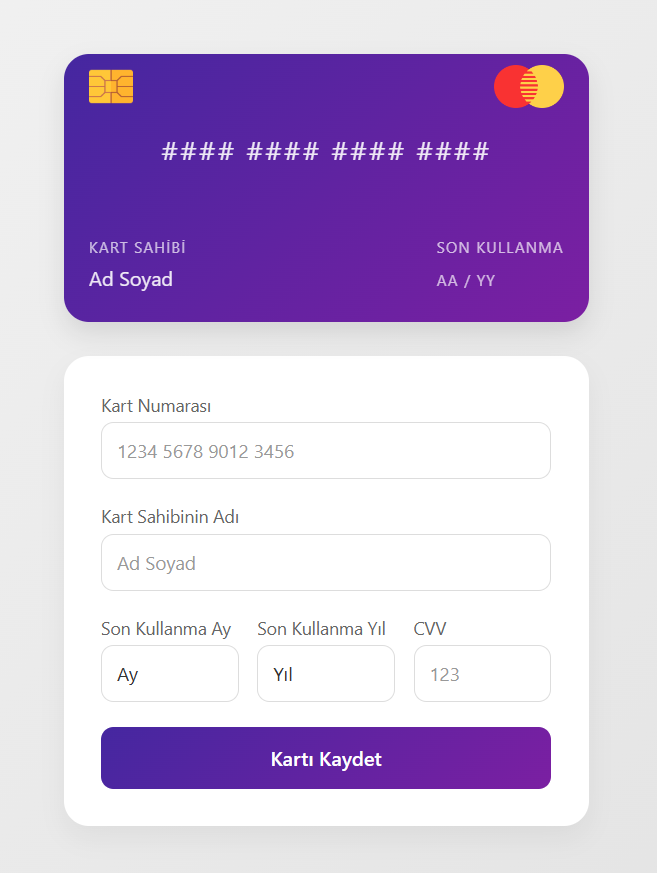 #### #### #### ####
KART SAHİBİ
SON KULLANMA
Ad Soyad
AA / YY
Kart Numarası
1234 5678 9012 3456
Kart Sahibinin Adı
Ad Soyad
Son Kullanma Ay
Son Kullanma Yıl
CVV
Ay
Yıl
123
Kartı Kaydet